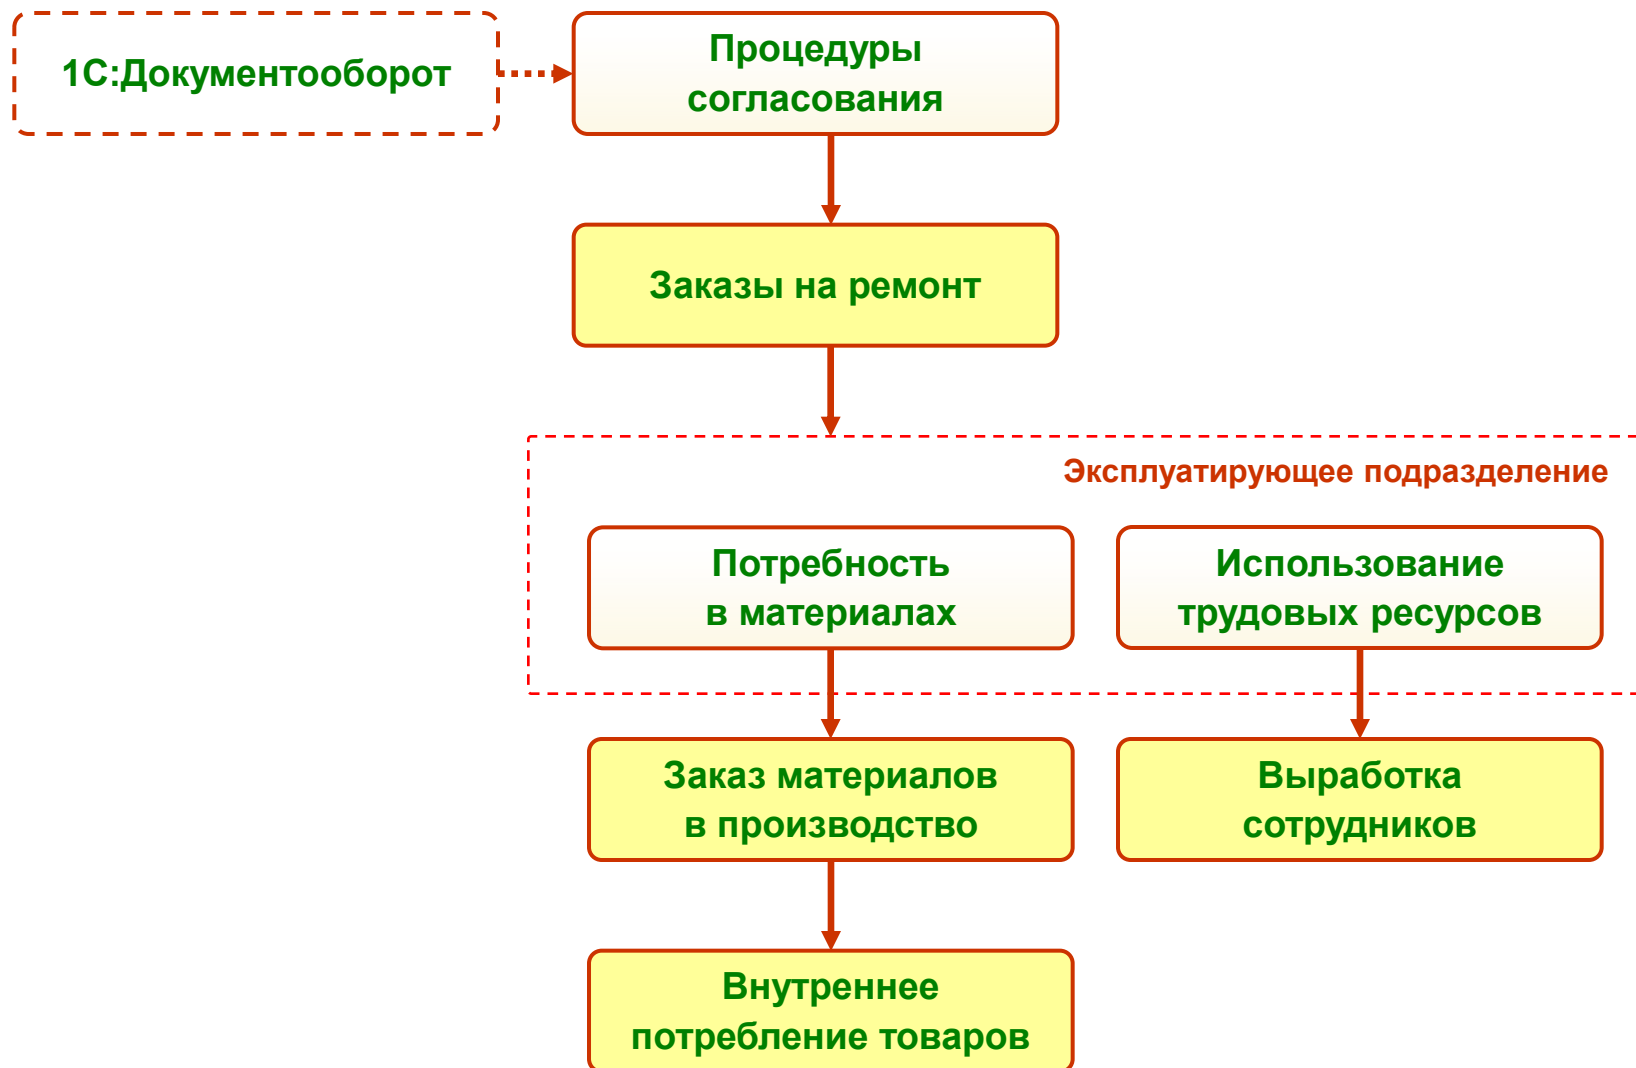 1С:Документооборот
Процедуры
согласования
Заказы на ремонт
Эксплуатирующее подразделение
Потребность
в материалах
Использование
трудовых ресурсов
Заказ материалов
в производство
Выработка
сотрудников
Внутреннее
потребление товаров